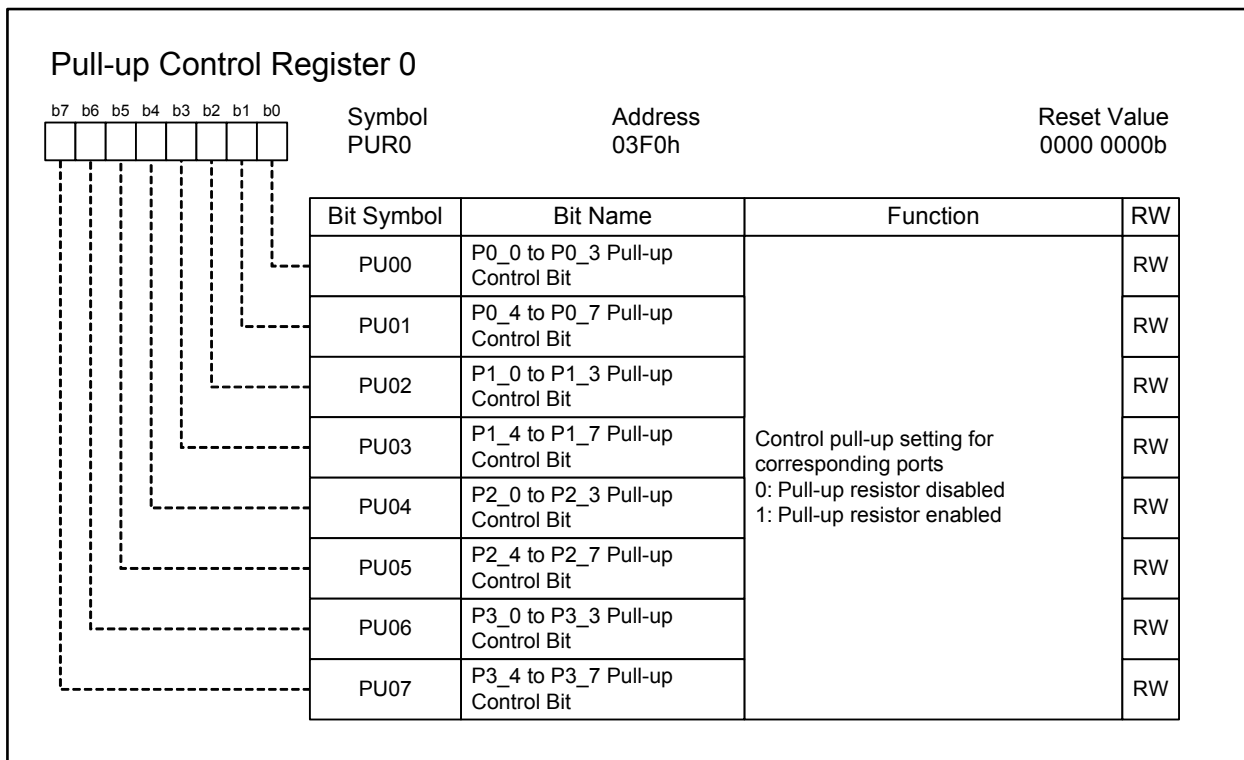 Pull-up Control Register 0
b7 b6 b5 b4 b3 b2 b1 b0
Symbol Address Reset Value
PUR0 03F0h 0000 0000b
Bit Symbol Bit Name Function RW
PU00 P0_0 to P0_3 Pull-up
Control Bit RW
PU01 P0_4 to P0_7 Pull-up
Control Bit RW
PU02 P1_0 to P1_3 Pull-up
Control Bit RW
PU03 P1_4 to P1_7 Pull-up
Control Bit RW
PU04 P2_0 to P2_3 Pull-up
Control Bit RW
PU05 P2_4 to P2_7 Pull-up
Control Bit RW
PU06 P3_0 to P3_3 Pull-up
Control Bit RW
PU07 P3_4 to P3_7 Pull-up
Control Bit RW
Control pull-up setting for
corresponding ports
0: Pull-up resistor disabled
1: Pull-up resistor enabled